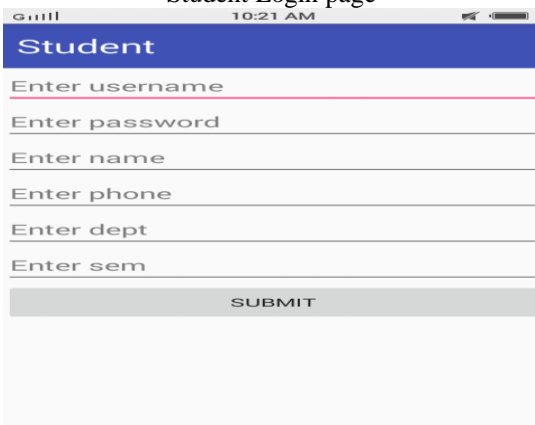 Student Login page
10:21 AM
Student
Enter username
Enter password
Enter name
Enter phone
Enter dept
Enter sem
SUBMIT